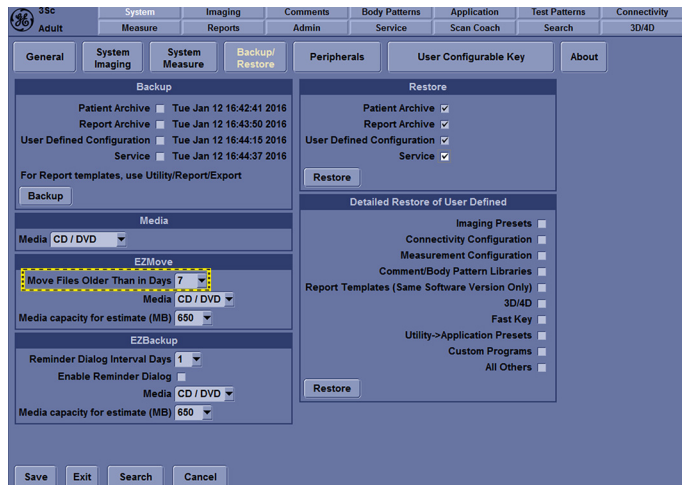 3Sc
Adult
System Imaging Comments Body Patterns Application Test Patterns Connectivity
Measure Reports Admin Service Scan Coach Search 3D/4D
General System Imaging System Measure Backup/ Restore Peripherals User Configurable Key About
Backup
Patient Archive Tue Jan 12 16:42:41 2016
Report Archive Tue Jan 12 16:43:50 2016
User Defined Configuration Tue Jan 12 16:44:15 2016
Service Tue Jan 12 16:44:37 2016
For Report templates, use Utility/Report/Export
Backup
Media
Media CD / DVD
EZMove
Move Files Older Than in Days 7
Media CD / DVD
Media capacity for estimate (MB) 650
EZBackup
Reminder Dialog Interval Days 1
Enable Reminder Dialog
Media CD / DVD
Media capacity for estimate (MB) 650
Restore
Patient Archive
Report Archive
User Defined Configuration
Service
Restore
Detailed Restore of User Defined
Imaging Presets
Connectivity Configuration
Measurement Configuration
Comment/Body Pattern Libraries
Report Templates (Same Software Version Only)
3D/4D
Fast Key
Utility->Application Presets
Custom Programs
All Others
Restore
Save Exit Search Cancel